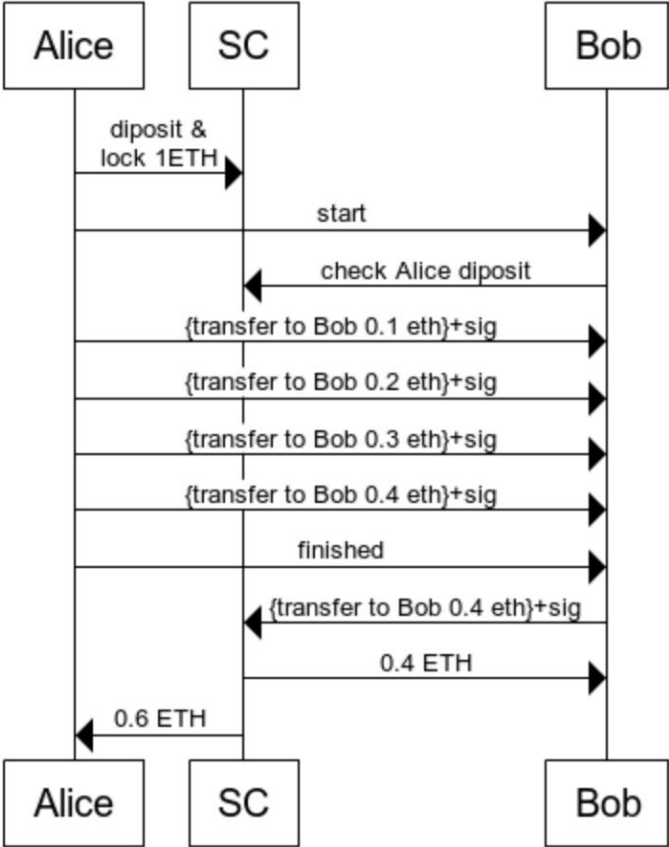 Alice
SC
Bob
diposit &
lock 1ETH
start
check Alice diposit
{transfer to Bob 0.1 eth}+sig
{transfer to Bob 0.2 eth}+sig
{transfer to Bob 0.3 eth}+sig
{transfer to Bob 0.4 eth}+sig
finished
{transfer to Bob 0.4 eth}+sig
0.4 ETH
0.6 ETH
Alice
SC
Bob